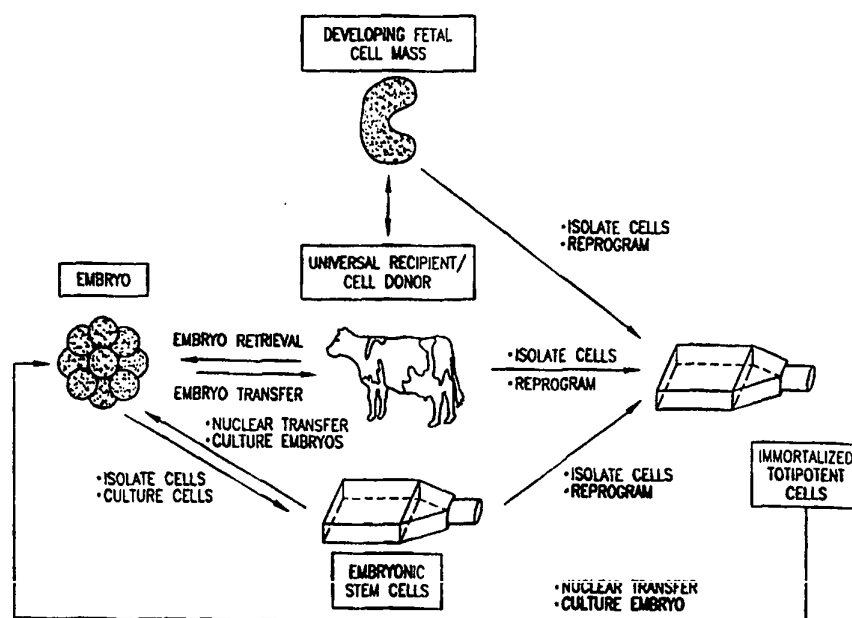 DEVELOPING FETAL
CELL MASS
•ISOLATE CELLS
•REPROGRAM
UNIVERSAL RECIPIENT/
CELL DONOR
EMBRYO
EMBRYO RETRIEVAL
EMBRYO TRANSFER
•ISOLATE CELLS
•REPROGRAM
•NUCLEAR TRANSFER
•CULTURE EMBRYOS
•ISOLATE CELLS
•CULTURE CELLS
•ISOLATE CELLS
•REPROGRAM
IMMORTALIZED
TOTIPOTENT
CELLS
EMBRYONIC
STEM CELLS
•NUCLEAR TRANSFER
•CULTURE EMBRYO